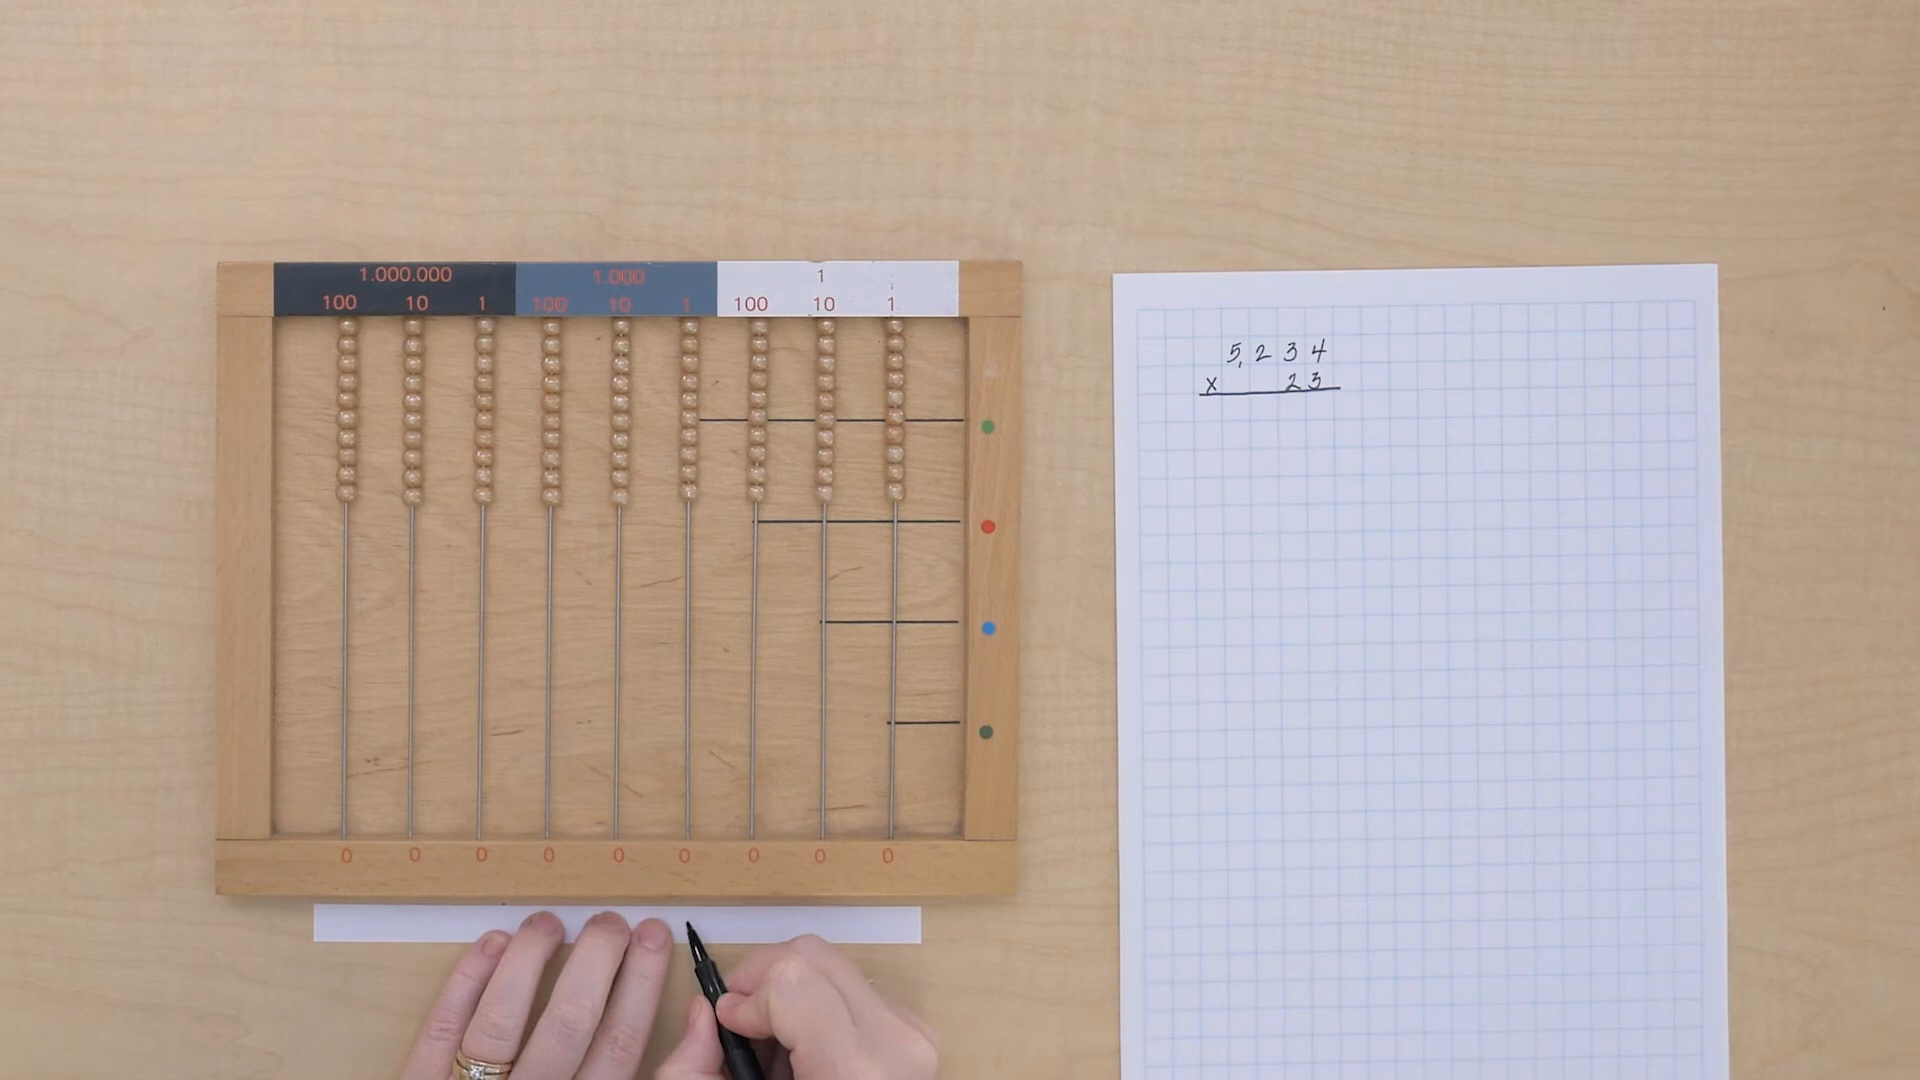 1.000.000 1.000 1
100 10 1 100 10 1 100 10 1
5,234
x 23
0 0 0 0 0 0 0 0 0